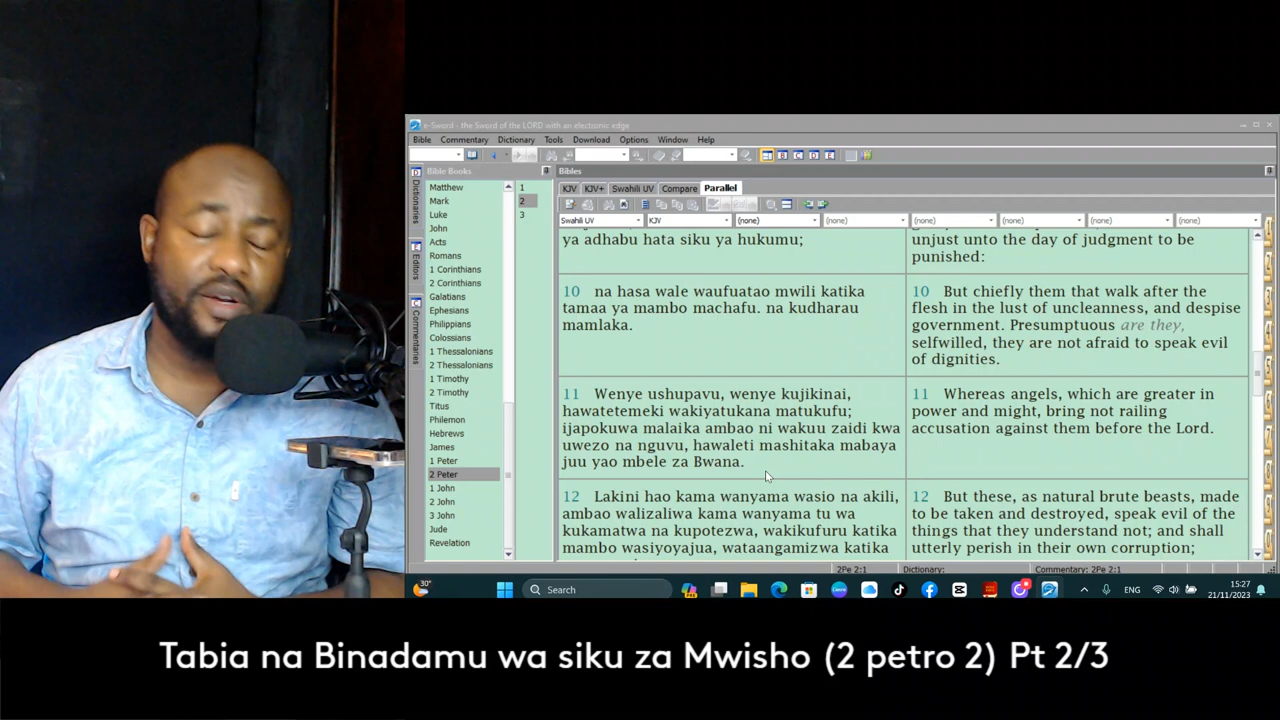 e-Sword - the Sword of the LORD with an electronic edge
Bible Commentary Dictionary Tools Download Options Window Help
Bible Books
Matthew
Mark
Luke
John
Acts
Romans
1 Corinthians
2 Corinthians
Galatians
Ephesians
Philippians
Colossians
1 Thessalonians
2 Thessalonians
1 Timothy
2 Timothy
Titus
Philemon
Hebrews
James
1 Peter
2 Peter
1 John
2 John
3 John
Jude
Revelation
1
2
3
Dictionaries
Editors
Commentaries
Bibles
KJV KJV+ Swahili UV Compare Parallel
Swahili UV KJV (none) (none) (none) (none) (none) (none)
ya adhabu hata siku ya hukumu;
10 na hasa wale waufuatao mwili katika
tamaa ya mambo machafu. na kudharau
mamlaka.
11 Wenye ushupavu, wenye kujikinai,
hawatetemeki wakiyatukana matukufu;
ijapokuwa malaika ambao ni wakuu zaidi kwa
uwezo na nguvu, hawaleti mashitaka mabaya
juu yao mbele za Bwana.
12 Lakini hao kama wanyama wasio na akili,
ambao walizaliwa kama wanyama tu wa
kukamatwa na kupotezwa, wakikufuru katika
mambo wasiyoyajua, wataangamizwa katika
unjust unto the day of judgment to be
punished:
10 But chiefly them that walk after the
flesh in the lust of uncleanness, and despise
government. Presumptuous are they,
selfwilled, they are not afraid to speak evil
of dignities.
11 Whereas angels, which are greater in
power and might, bring not railing
accusation against them before the Lord.
12 But these, as natural brute beasts, made
to be taken and destroyed, speak evil of the
things that they understand not; and shall
utterly perish in their own corruption;
2Pe 2:1 Dictionary: Commentary: 2Pe 2:1
30°
Search
ENG
15:27
21/11/2023
Tabia na Binadamu wa siku za Mwisho (2 petro 2) Pt 2/3